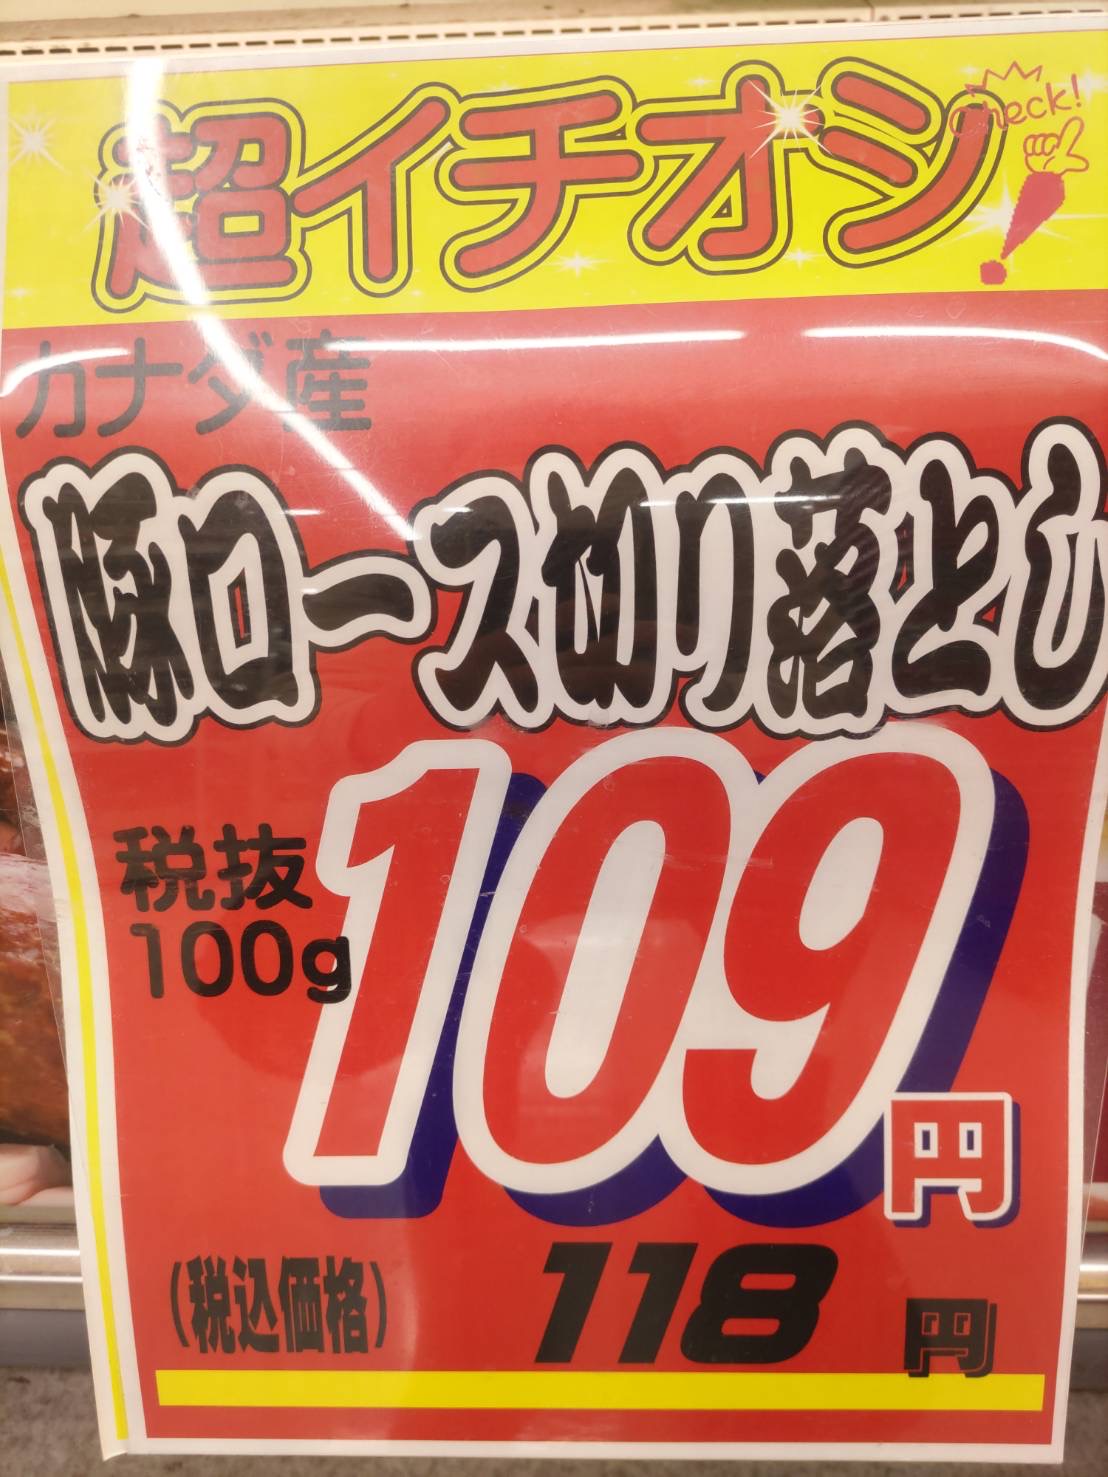 超イチオシ!
Check!
カナダ産
豚ロース切り落とし
税抜
100g
109円
(税込価格) 118円